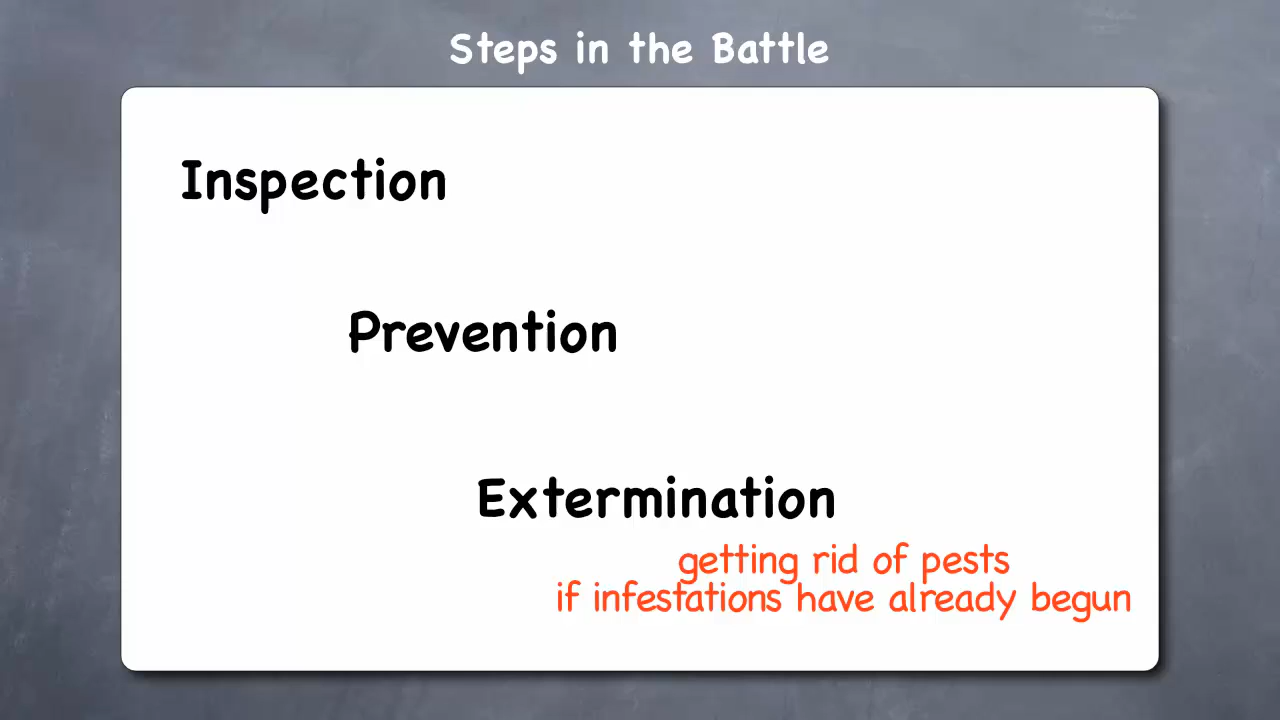 Steps in the Battle
Inspection
Prevention
Extermination
getting rid of pests
if infestations have already begun